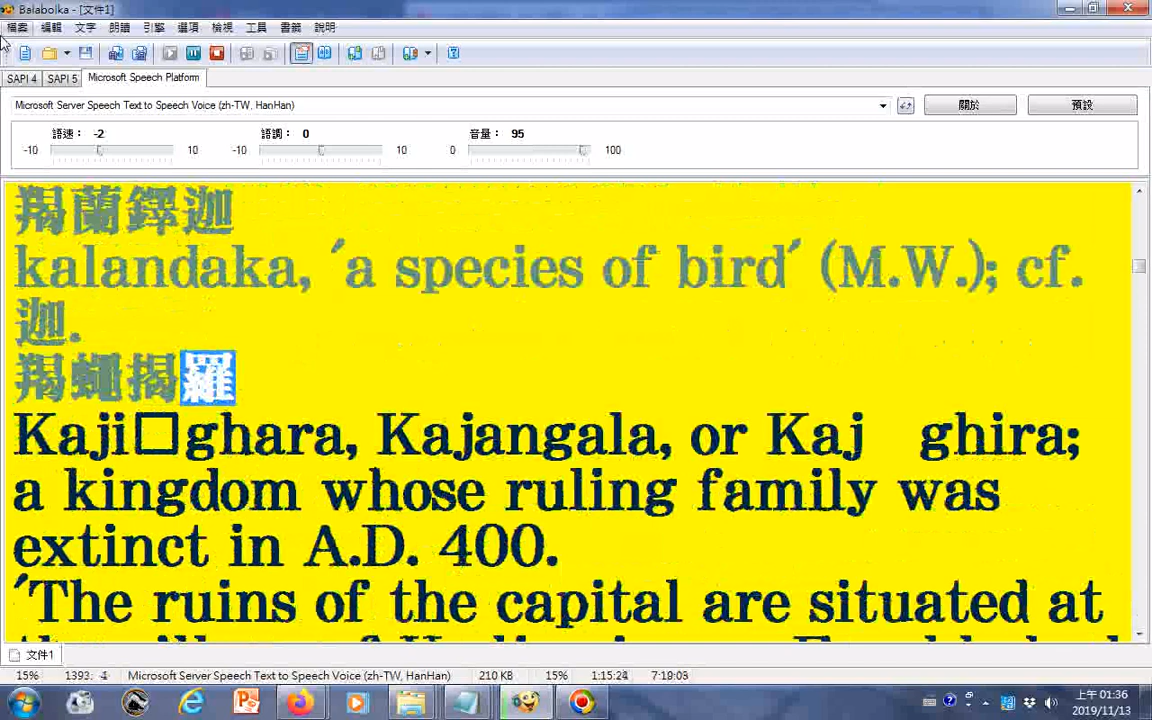 Balabolka - [文件1]
檔案 編輯 文字 朗讀 引擎 選項 檢視 工具 書籤 說明
SAPI 4 SAPI 5 Microsoft Speech Platform
Microsoft Server Speech Text to Speech Voice (zh-TW, HanHan) 關於 預設
語速： -2 語調： 0 音量： 95
-10 10 -10 10 0 100
羯蘭鐸迦
kalandaka, ′a species of bird′ (M.W.); cf.
迦.
羯蠅揭羅
Kaji□ghara, Kajangala, or Kaj ghira;
a kingdom whose ruling family was
extinct in A.D. 400.
′The ruins of the capital are situated at
文件1
15% 1393: 4 Microsoft Server Speech Text to Speech Voice (zh-TW, HanHan) 210 KB 15% 1:15:24 7:19:03
上午 01:36
2019/11/13